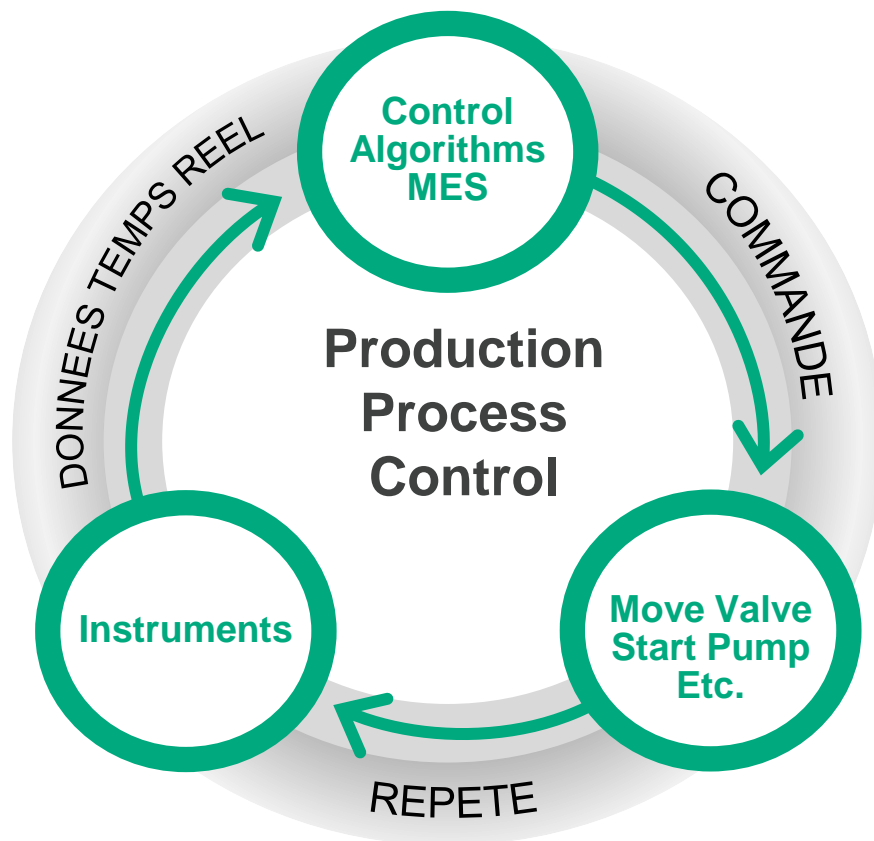 Control
Algorithms
MES
DONNEES TEMPS REEL
COMMANDE
Production
Process
Control
Instruments
Move Valve
Start Pump
Etc.
REPETE